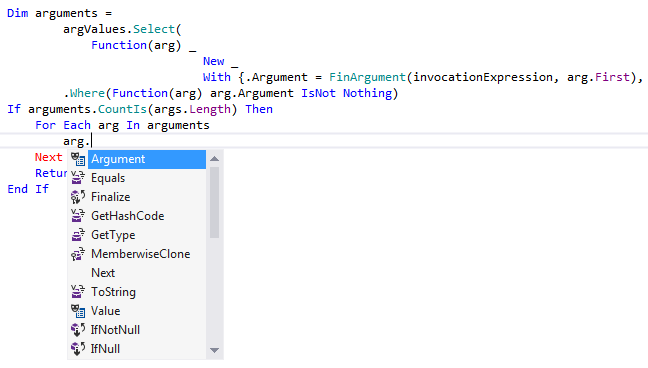 Dim arguments =
argValues.Select(
Function(arg) _
New _
With {.Argument = FinArgument(invocationExpression, arg.First),
.Where(Function(arg) arg.Argument IsNot Nothing)
If arguments.CountIs(args.Length) Then
For Each arg In arguments
arg.
Next
Retur
End If
Argument
Equals
Finalize
GetHashCode
GetType
MemberwiseClone
Next
ToString
Value
IfNotNull
IfNull